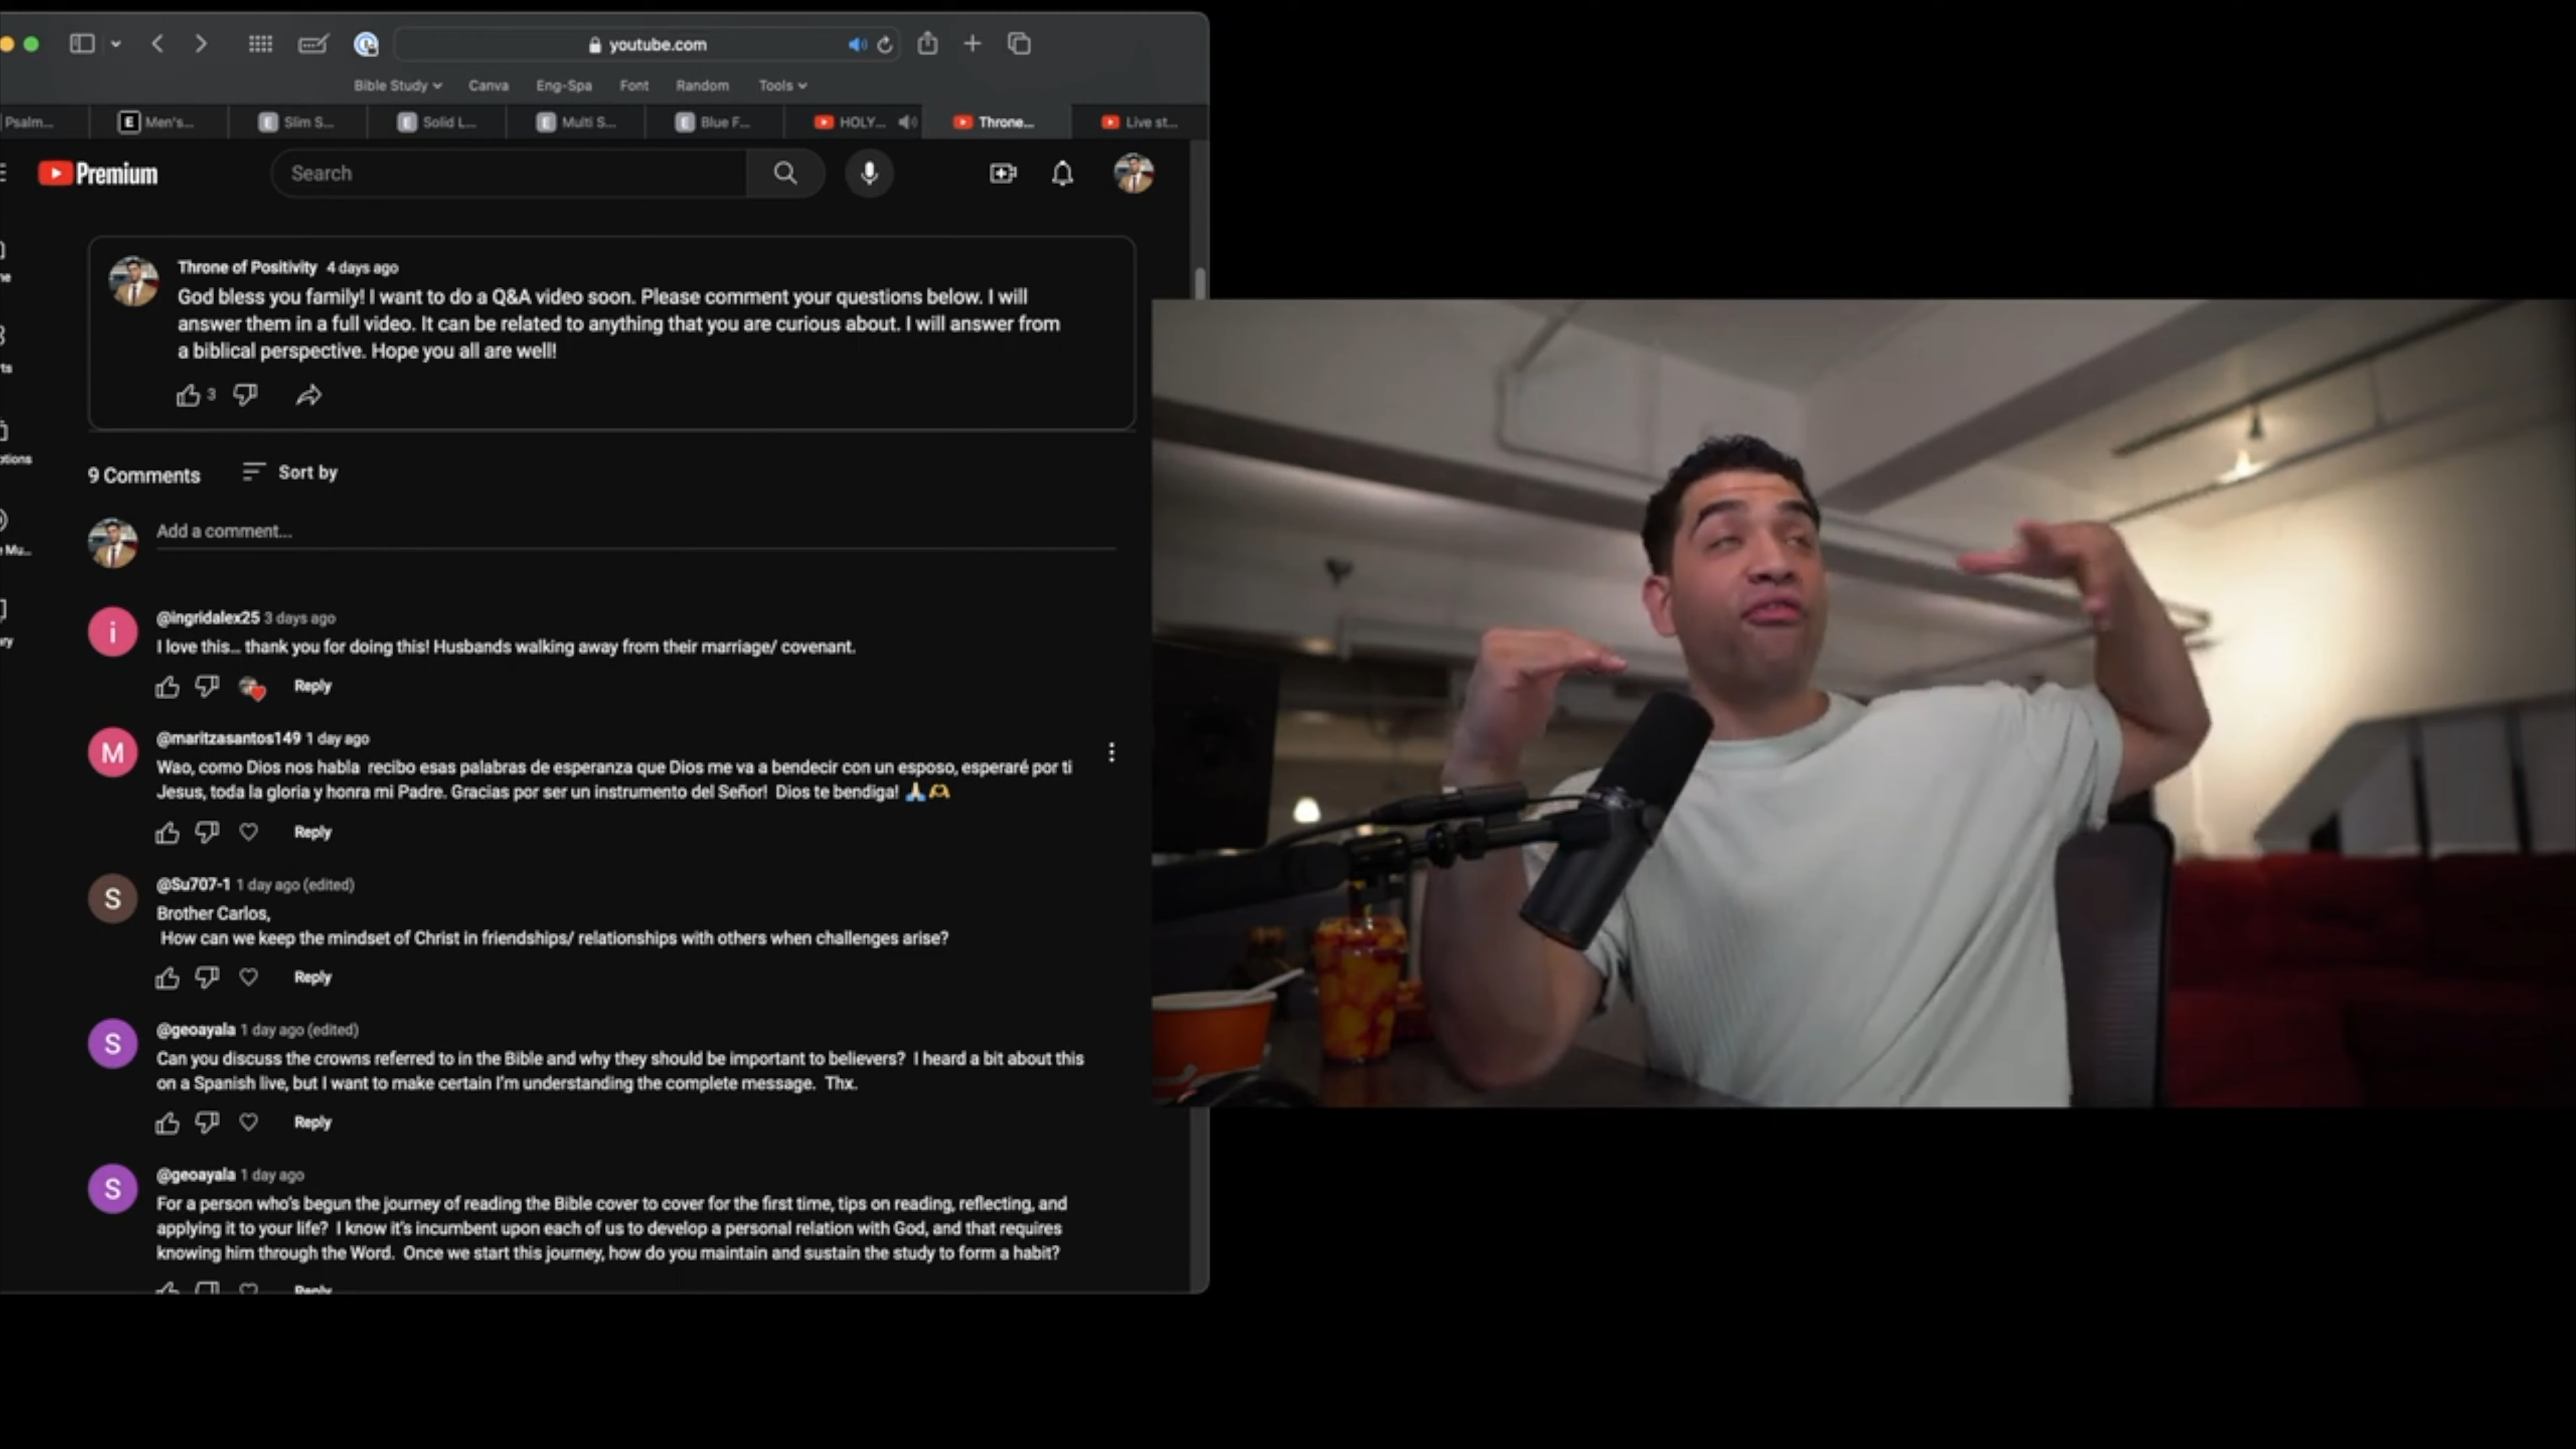 youtube.com
Bible Study Canva Eng-Spa Font Random Tools
Psalm... Men's... Slim S... Solid L... Multi S... Blue F... HOLY... Throne... Live st...
Premium
Search
Throne of Positivity 4 days ago
God bless you family! I want to do a Q&A video soon. Please comment your questions below. I will
answer them in a full video. It can be related to anything that you are curious about. I will answer from
a biblical perspective. Hope you all are well!
3
9 Comments Sort by
Add a comment...
i
@ingridalex25 3 days ago
I love this... thank you for doing this! Husbands walking away from their marriage/ covenant.
Reply
M
@maritzasantos149 1 day ago
Wao, como Dios nos habla recibo esas palabras de esperanza que Dios me va a bendecir con un esposo, esperaré por ti
Jesus, toda la gloria y honra mi Padre. Gracias por ser un instrumento del Señor! Dios te bendiga! 🙏🫶
Reply
S
@Su707-1 1 day ago (edited)
Brother Carlos,
How can we keep the mindset of Christ in friendships/ relationships with others when challenges arise?
Reply
S
@geoayala 1 day ago (edited)
Can you discuss the crowns referred to in the Bible and why they should be important to believers? I heard a bit about this
on a Spanish live, but I want to make certain I'm understanding the complete message. Thx.
Reply
S
@geoayala 1 day ago
For a person who's begun the journey of reading the Bible cover to cover for the first time, tips on reading, reflecting, and
applying it to your life? I know it's incumbent upon each of us to develop a personal relation with God, and that requires
knowing him through the Word. Once we start this journey, how do you maintain and sustain the study to form a habit?
Reply